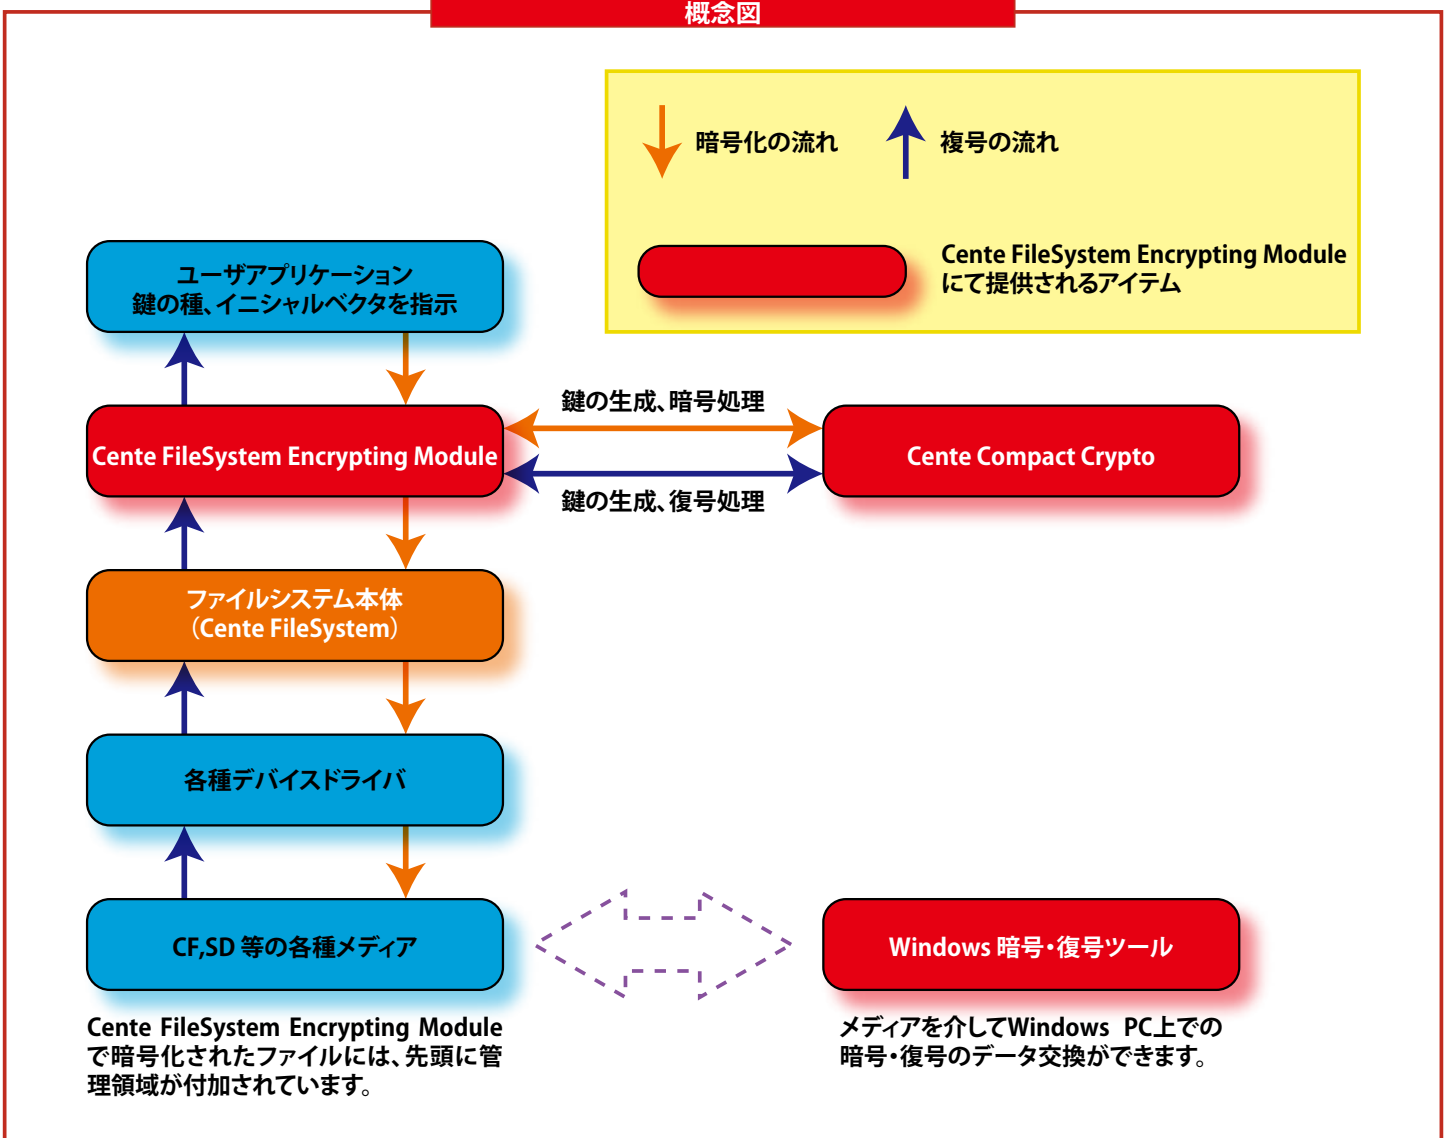 概念図
暗号化の流れ
複号の流れ
Cente FileSystem Encrypting Module
にて提供されるアイテム
ユーザアプリケーション
鍵の種、イニシャルベクタを指示
鍵の生成、暗号処理
Cente FileSystem Encrypting Module
Cente Compact Crypto
鍵の生成、復号処理
ファイルシステム本体
（Cente FileSystem）
各種デバイスドライバ
CF,SD 等の各種メディア
Windows 暗号・復号ツール
Cente FileSystem Encrypting Module
で暗号化されたファイルには、先頭に管
理領域が付加されています。
メディアを介してWindows PC上での
暗号・復号のデータ交換ができます。